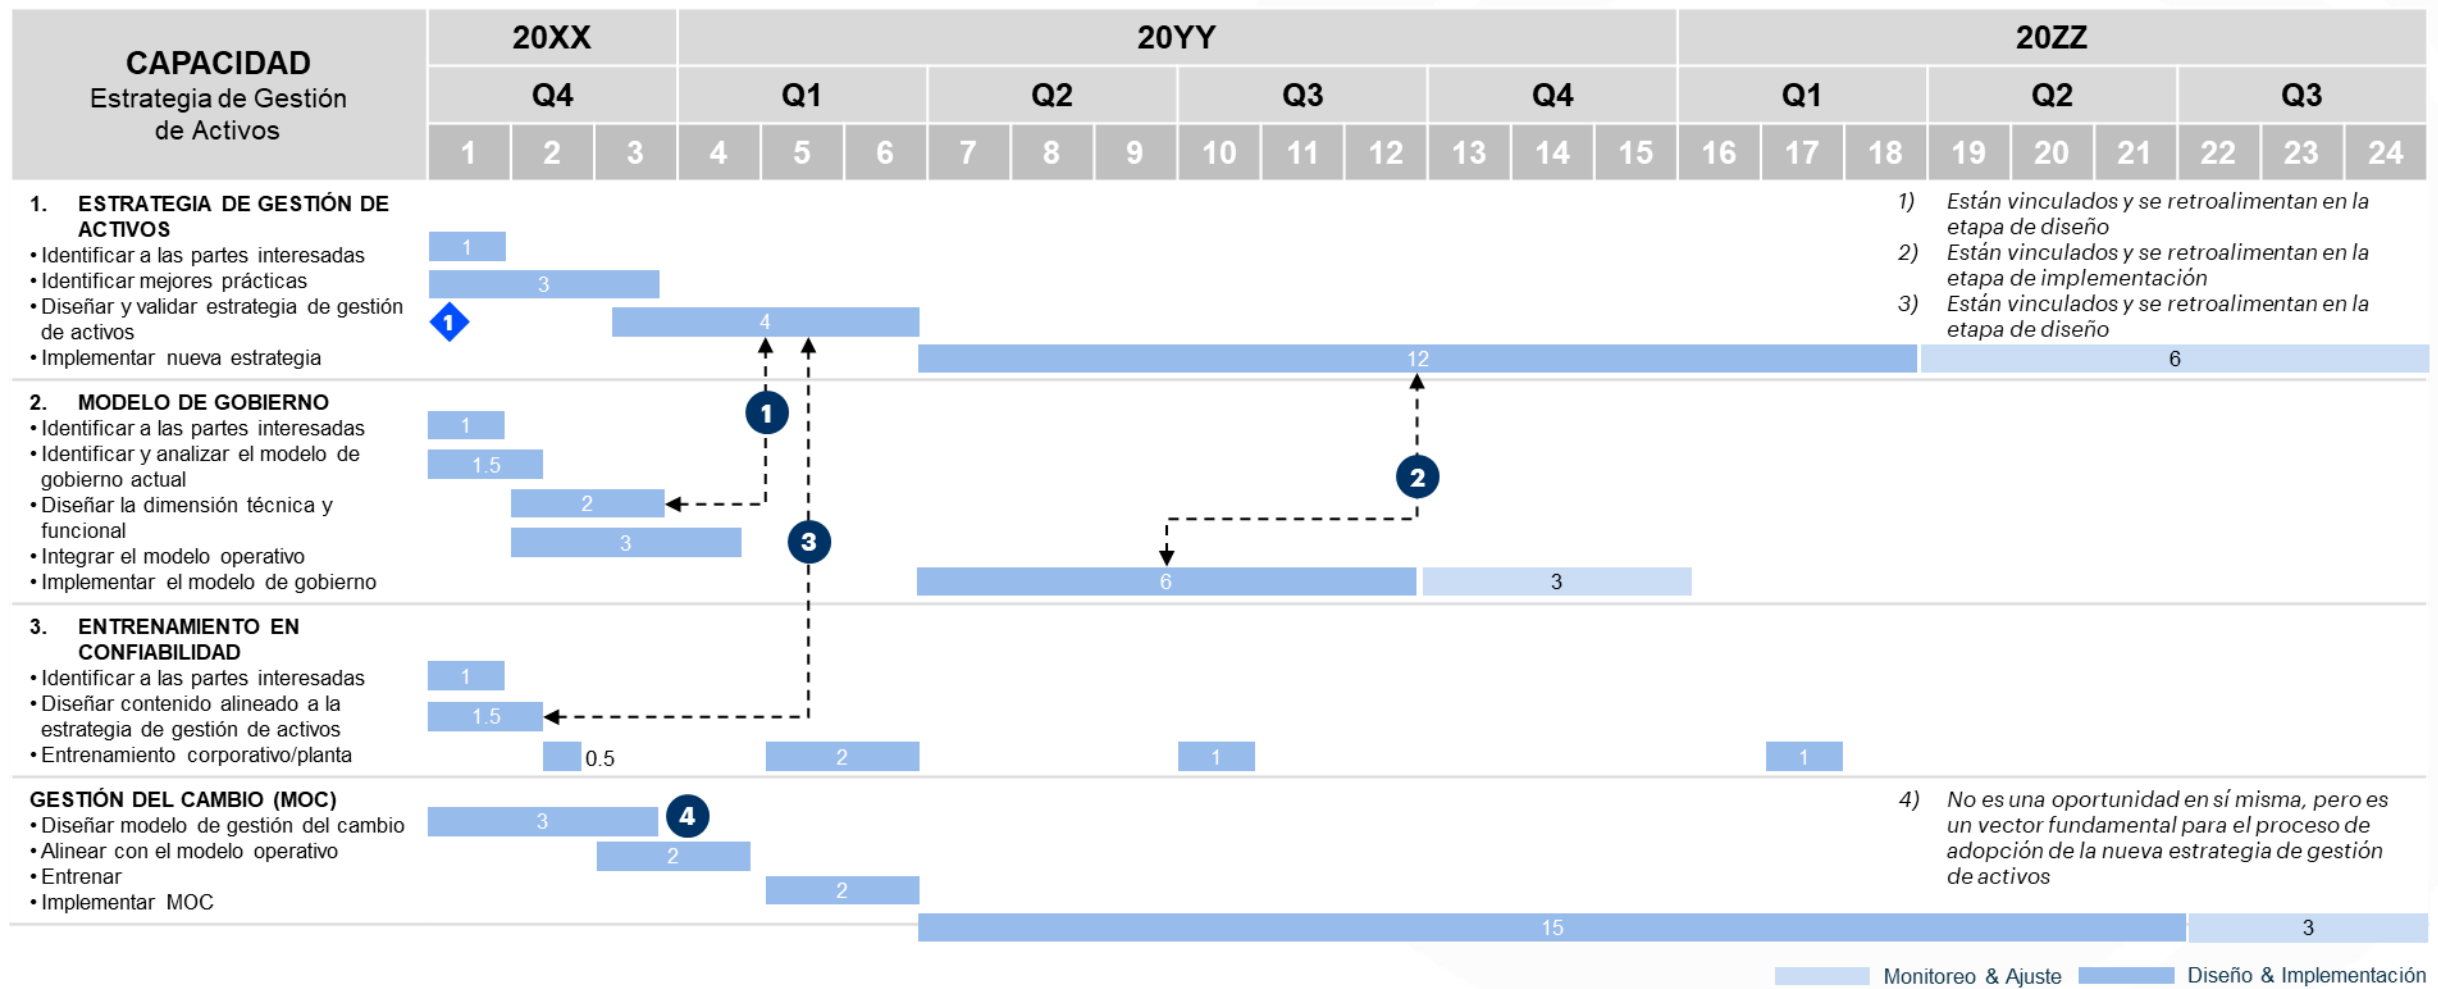 CAPACIDAD
Estrategia de Gestión
de Activos
20XX
20YY
20ZZ
Q4
Q1
Q2
Q3
Q4
Q1
Q2
Q3
1 2 3 4 5 6 7 8 9 10 11 12 13 14 15 16 17 18 19 20 21 22 23 24
1. ESTRATEGIA DE GESTIÓN DE
ACTIVOS
• Identificar a las partes interesadas
• Identificar mejores prácticas
• Diseñar y validar estrategia de gestión
de activos
• Implementar nueva estrategia
1
3
1
4
12
6
1) Están vinculados y se retroalimentan en la
etapa de diseño
2) Están vinculados y se retroalimentan en la
etapa de implementación
3) Están vinculados y se retroalimentan en la
etapa de diseño
2. MODELO DE GOBIERNO
• Identificar a las partes interesadas
• Identificar y analizar el modelo de
gobierno actual
• Diseñar la dimensión técnica y
funcional
• Integrar el modelo operativo
• Implementar el modelo de gobierno
1
1.5
2
3
6
3
1
2
3
3. ENTRENAMIENTO EN
CONFIABILIDAD
• Identificar a las partes interesadas
• Diseñar contenido alineado a la
estrategia de gestión de activos
• Entrenamiento corporativo/planta
1
1.5
0.5
2
1
1
GESTIÓN DEL CAMBIO (MOC)
• Diseñar modelo de gestión del cambio
• Alinear con el modelo operativo
• Entrenar
• Implementar MOC
3
4
2
2
15
3
4) No es una oportunidad en sí misma, pero es
un vector fundamental para el proceso de
adopción de la nueva estrategia de gestión
de activos
Monitoreo & Ajuste
Diseño & Implementación